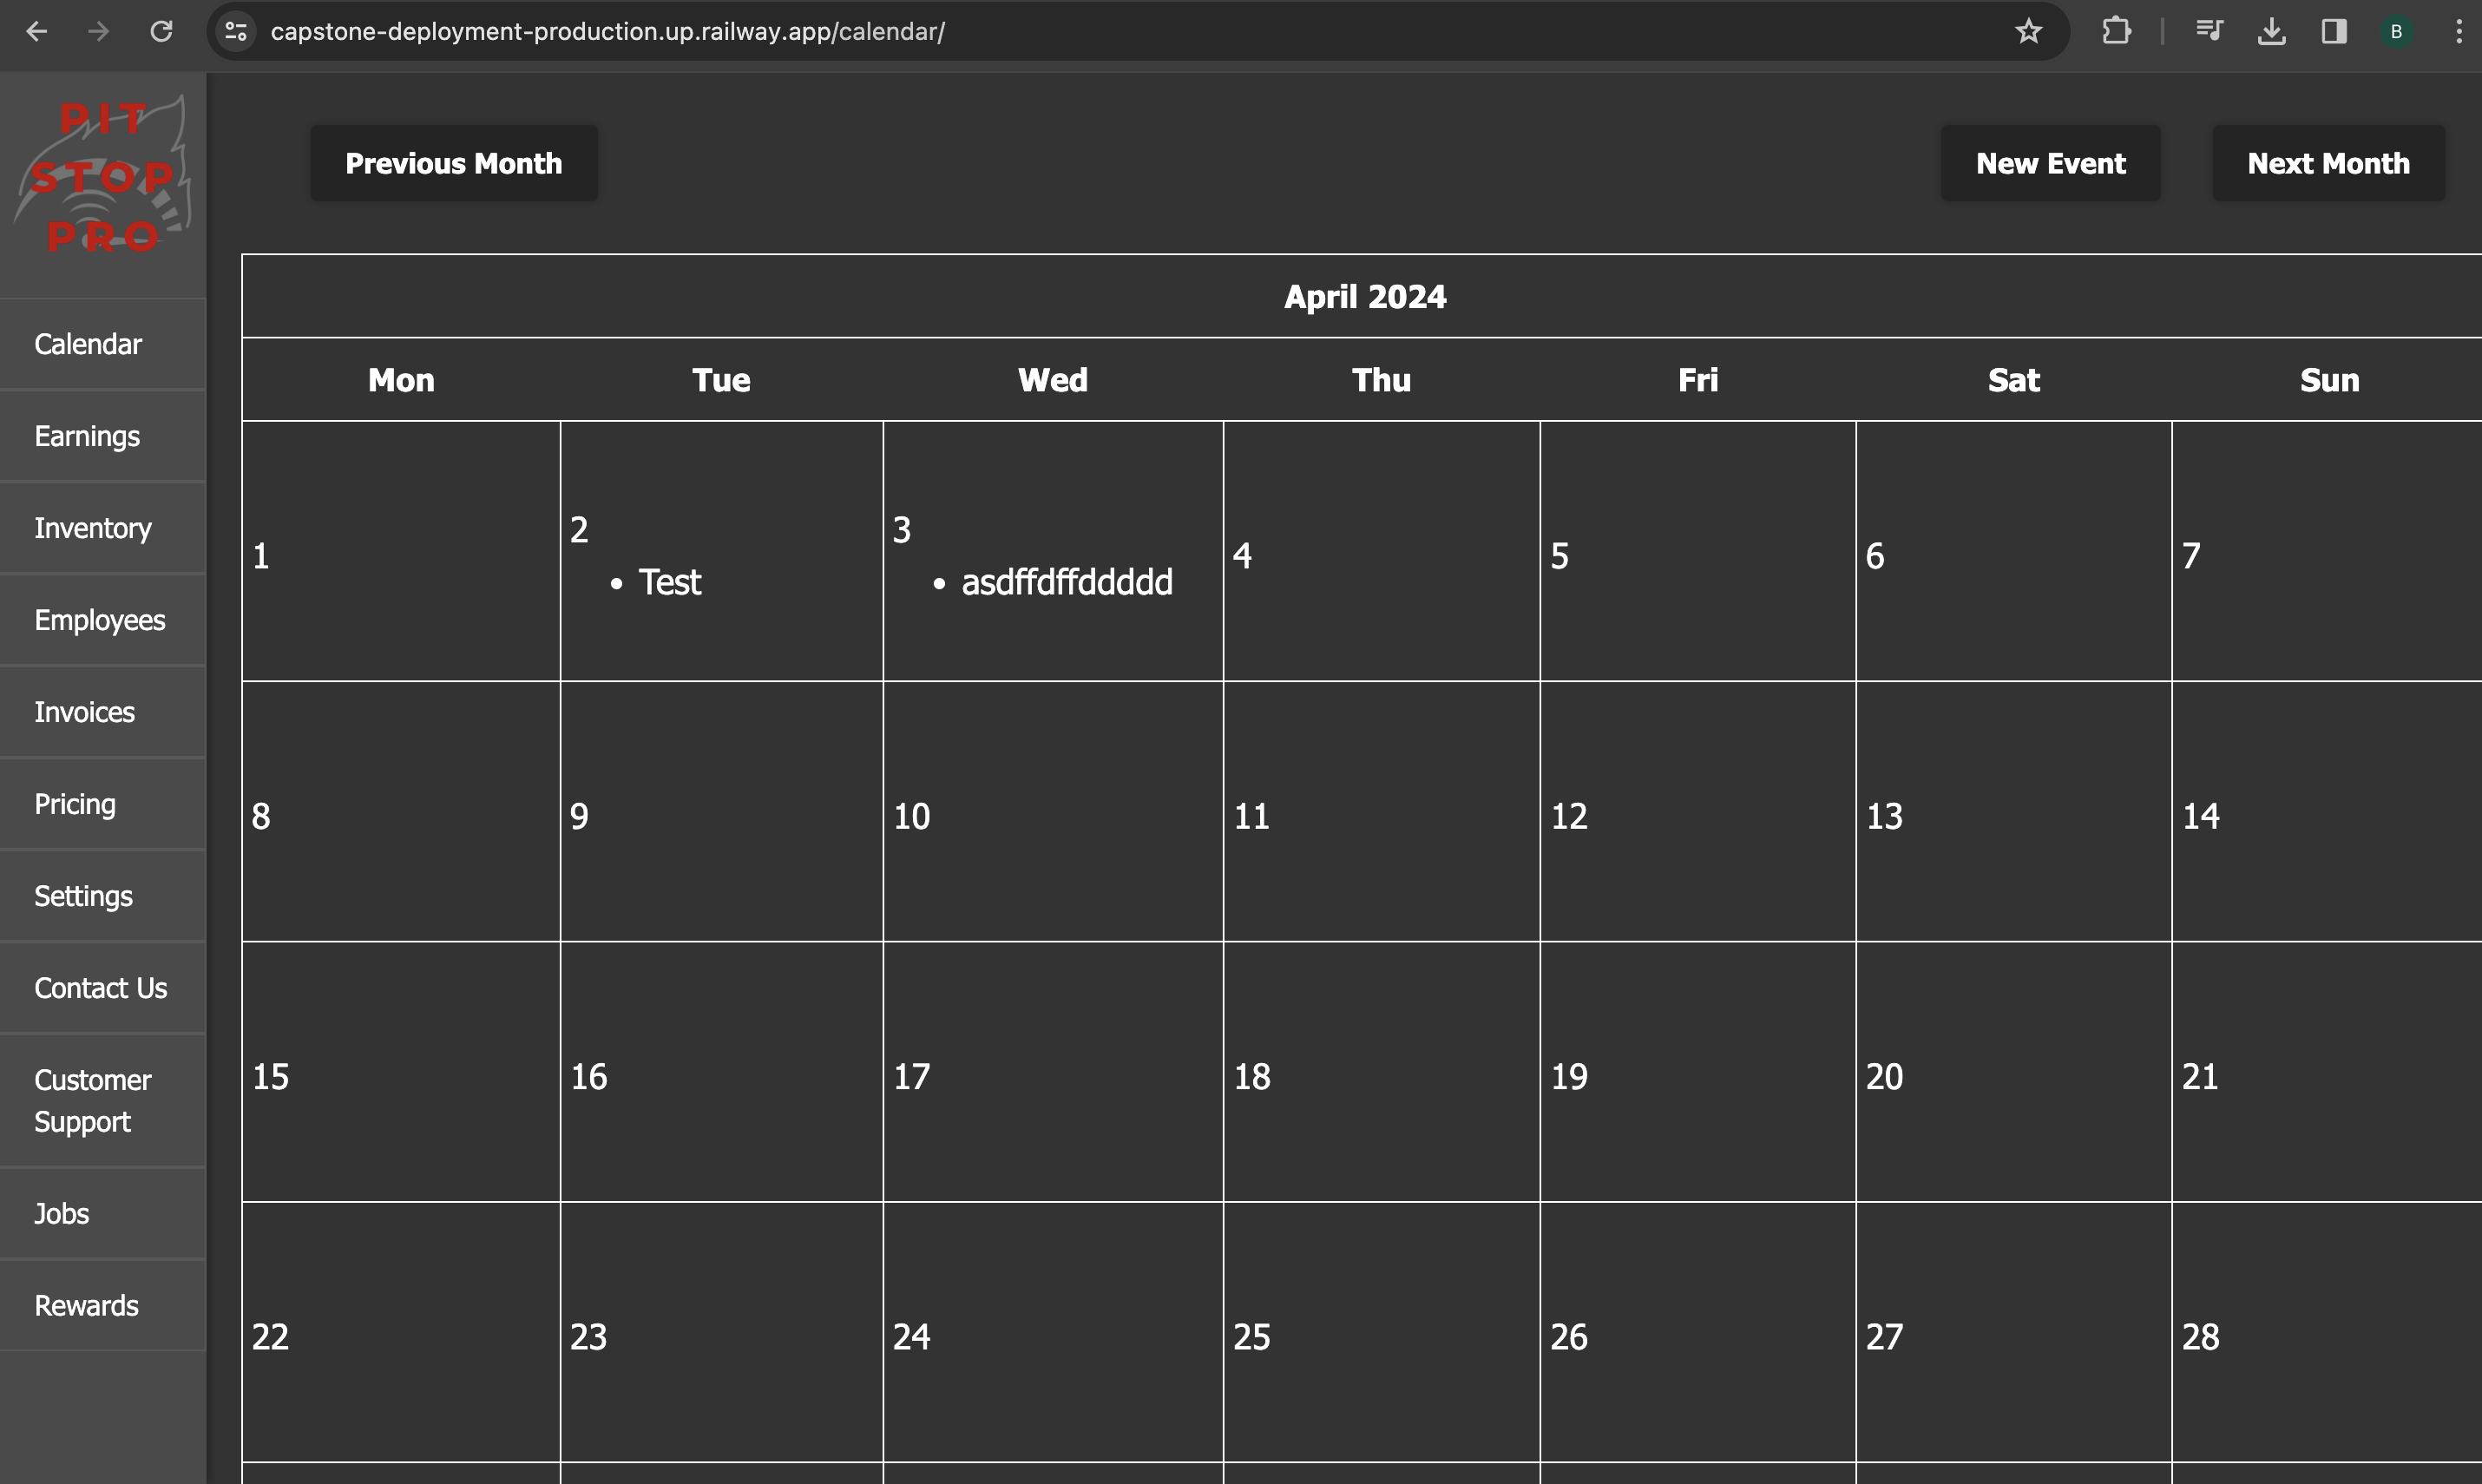 capstone-deployment-production.up.railway.app/calendar/
B
PIT
STOP
PRO
Previous Month
New Event
Next Month
Calendar
Earnings
Inventory
Employees
Invoices
Pricing
Settings
Contact Us
Customer
Support
Jobs
Rewards
April 2024
Mon Tue Wed Thu Fri Sat Sun
1 2 3 4 5 6 7
• Test • asdffdffddddd
8 9 10 11 12 13 14
15 16 17 18 19 20 21
22 23 24 25 26 27 28